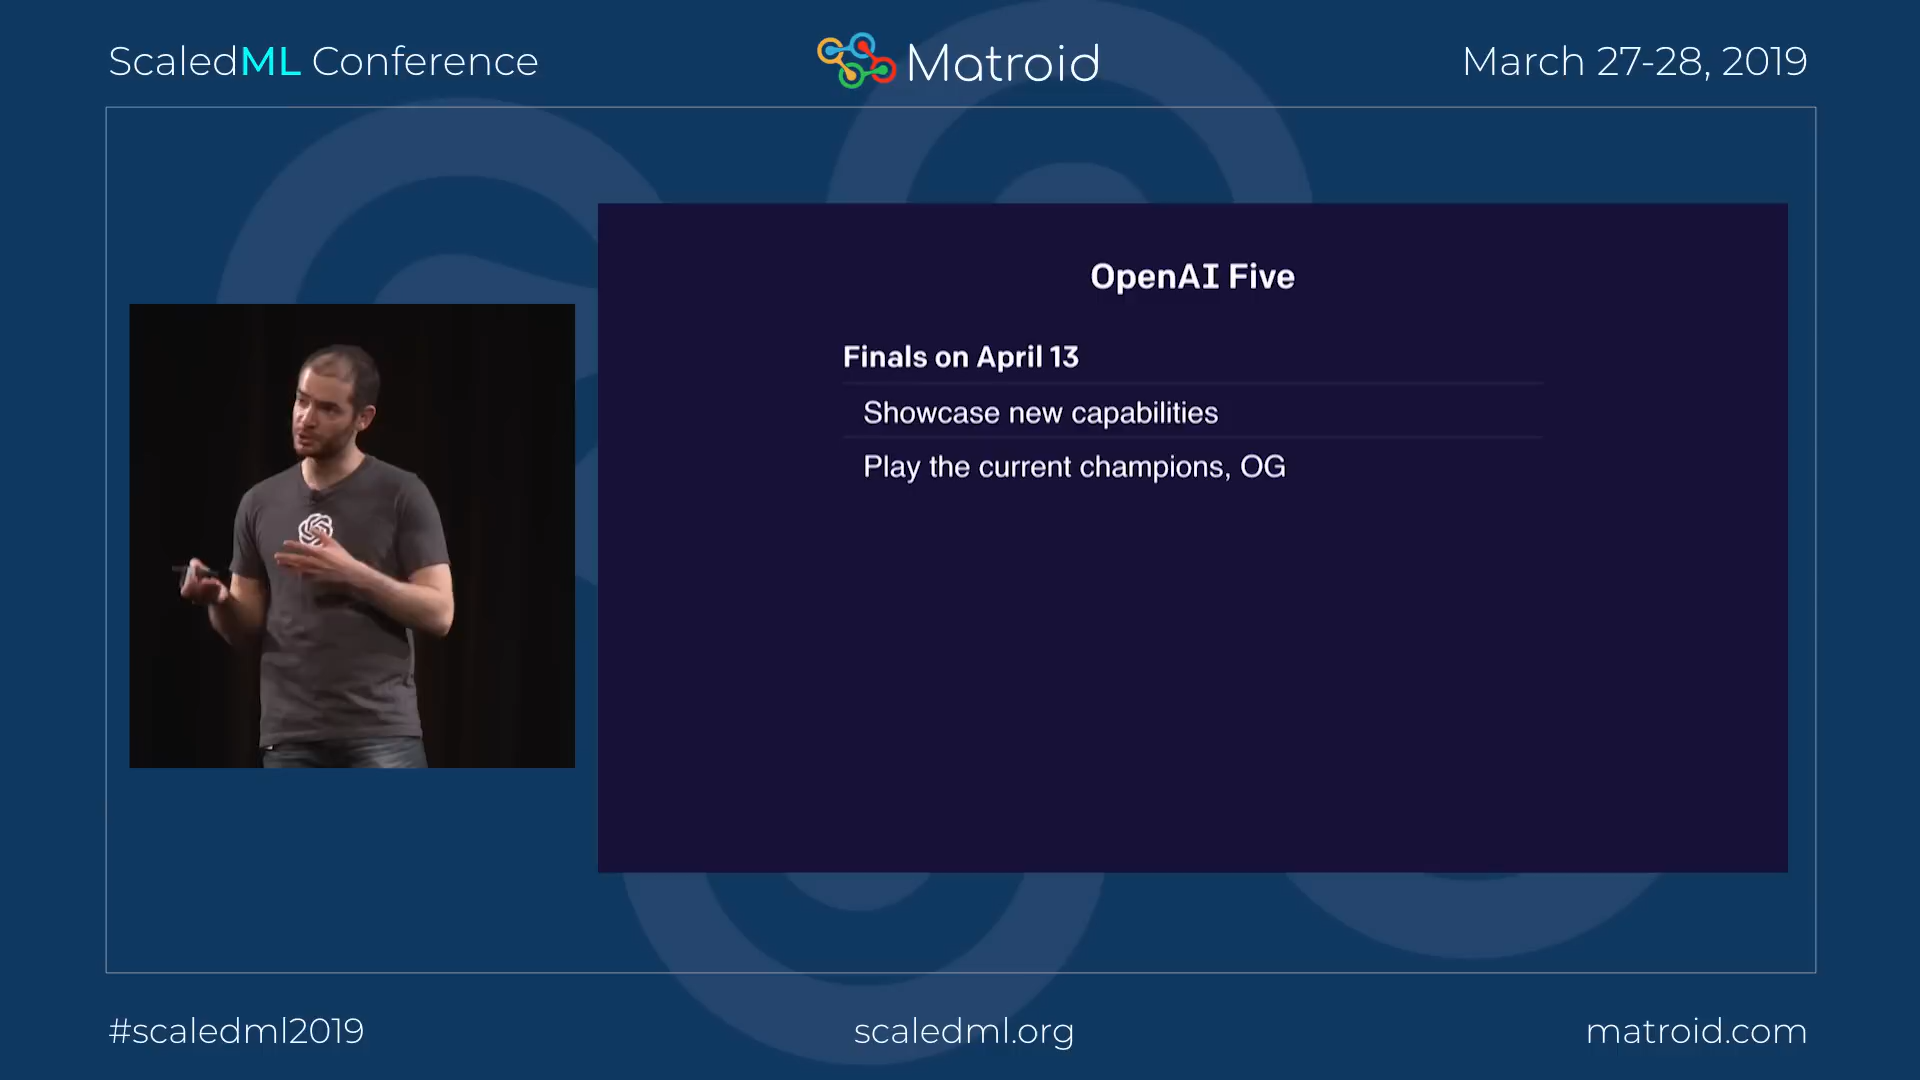 ScaledML Conference
Matroid
March 27-28, 2019
OpenAI Five
Finals on April 13
Showcase new capabilities
Play the current champions, OG
#scaledml2019
scaledml.org
matroid.com